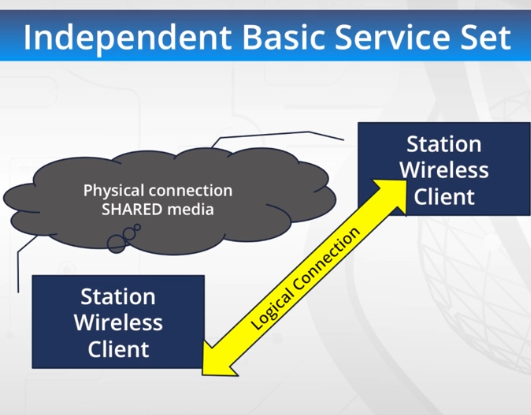 Independent Basic Service Set
Station
Wireless
Client
Physical connection
SHARED media
Logical Connection
Station
Wireless
Client